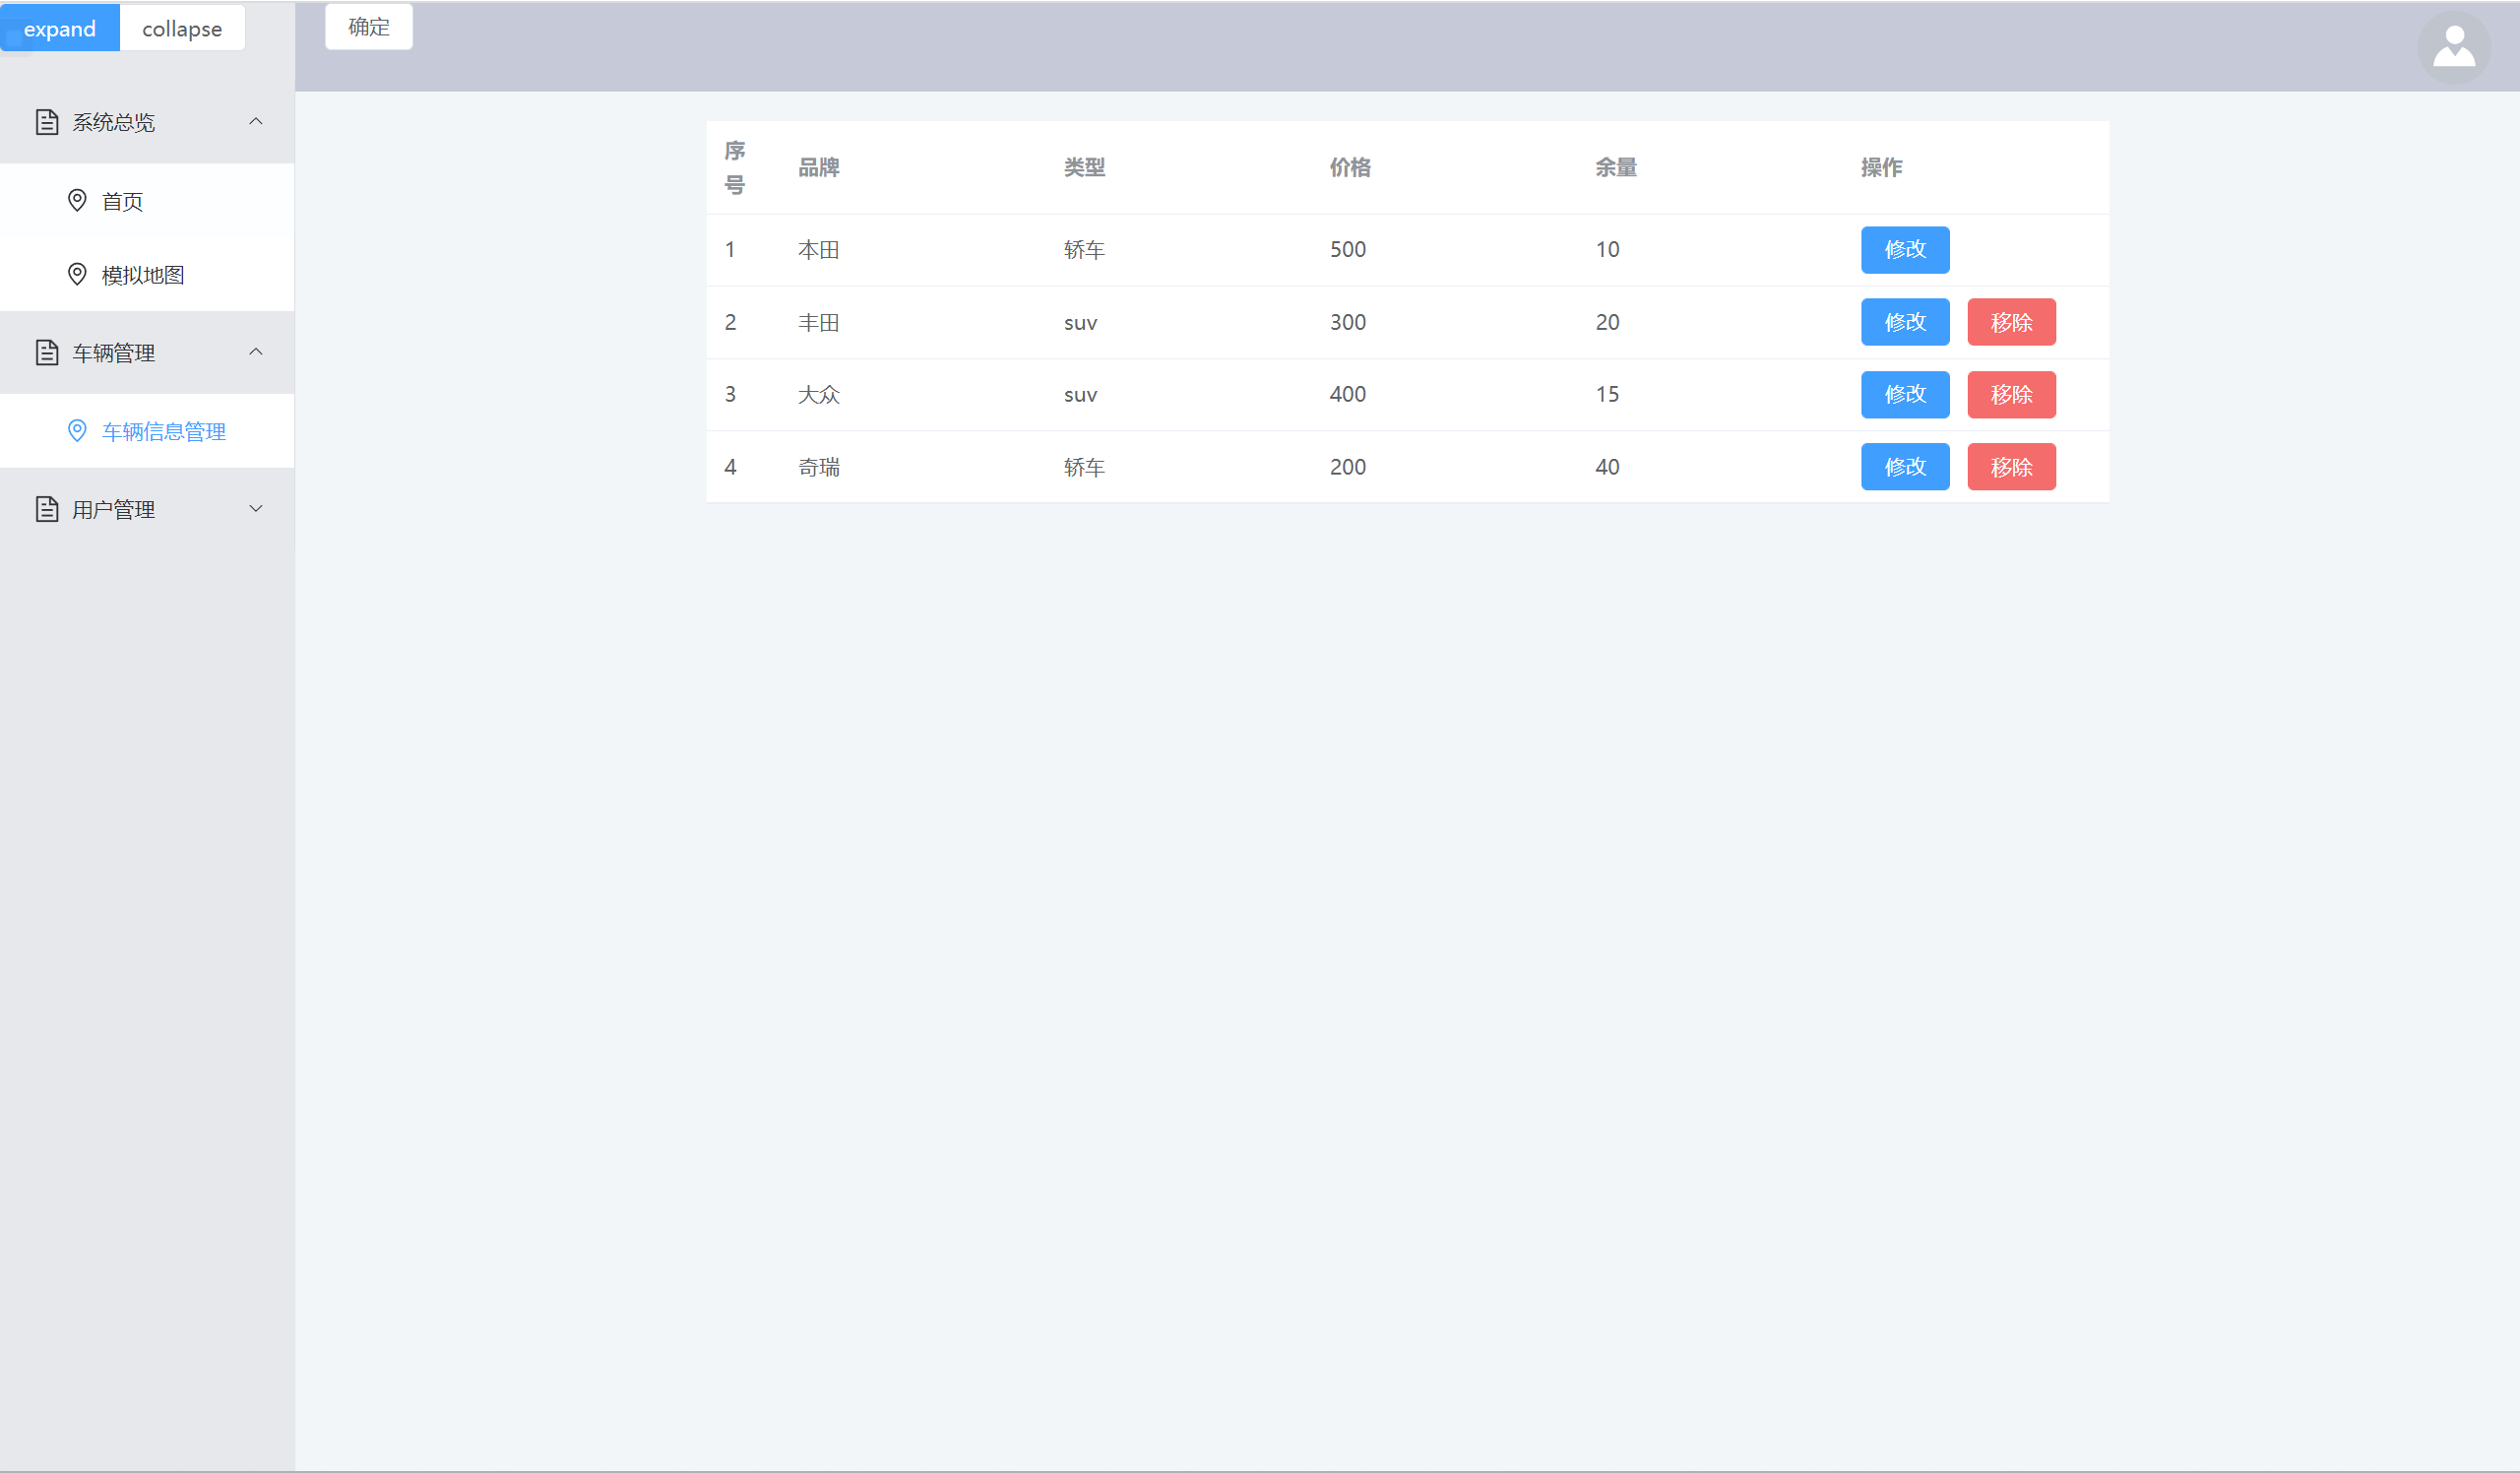 expand collapse 确定
系统总览
首页
模拟地图
车辆管理
车辆信息管理
用户管理
序号 品牌 类型 价格 余量 操作
1 本田 轿车 500 10 修改
2 丰田 suv 300 20 修改 移除
3 大众 suv 400 15 修改 移除
4 奇瑞 轿车 200 40 修改 移除